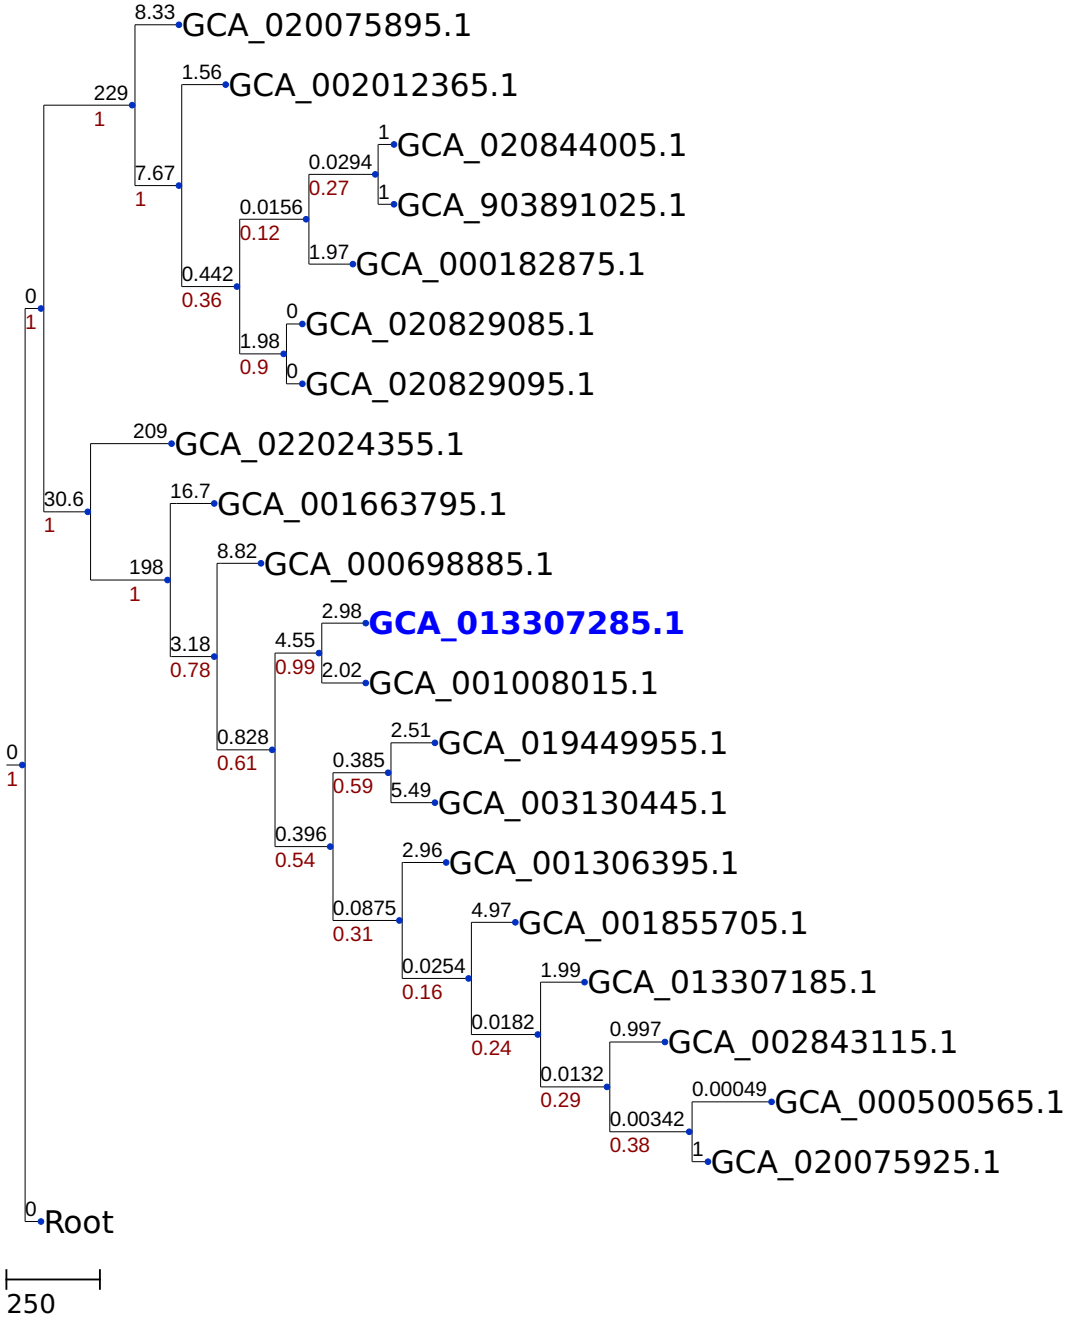 8.33
GCA_020075895.1
1.56
GCA_002012365.1
229
1
1
GCA_020844005.1
0.0294
0.27
7.67
1
1
GCA_903891025.1
0.0156
0.12
1.97
GCA_000182875.1
0.442
0.36
0
1
0
GCA_020829085.1
1.98
0.9
0
GCA_020829095.1
209
GCA_022024355.1
30.6
1
16.7
GCA_001663795.1
198
1
8.82
GCA_000698885.1
2.98
GCA_013307285.1
3.18
0.78
4.55
0.99
2.02
GCA_001008015.1
0.828
0.61
2.51
GCA_019449955.1
0
1
0.385
0.59
5.49
GCA_003130445.1
0.396
0.54
2.96
GCA_001306395.1
0.0875
0.31
4.97
GCA_001855705.1
0.0254
0.16
1.99
GCA_013307185.1
0.0182
0.24
0.997
GCA_002843115.1
0.0132
0.29
0.00049
GCA_000500565.1
0.00342
0.38
1
GCA_020075925.1
0
Root
250